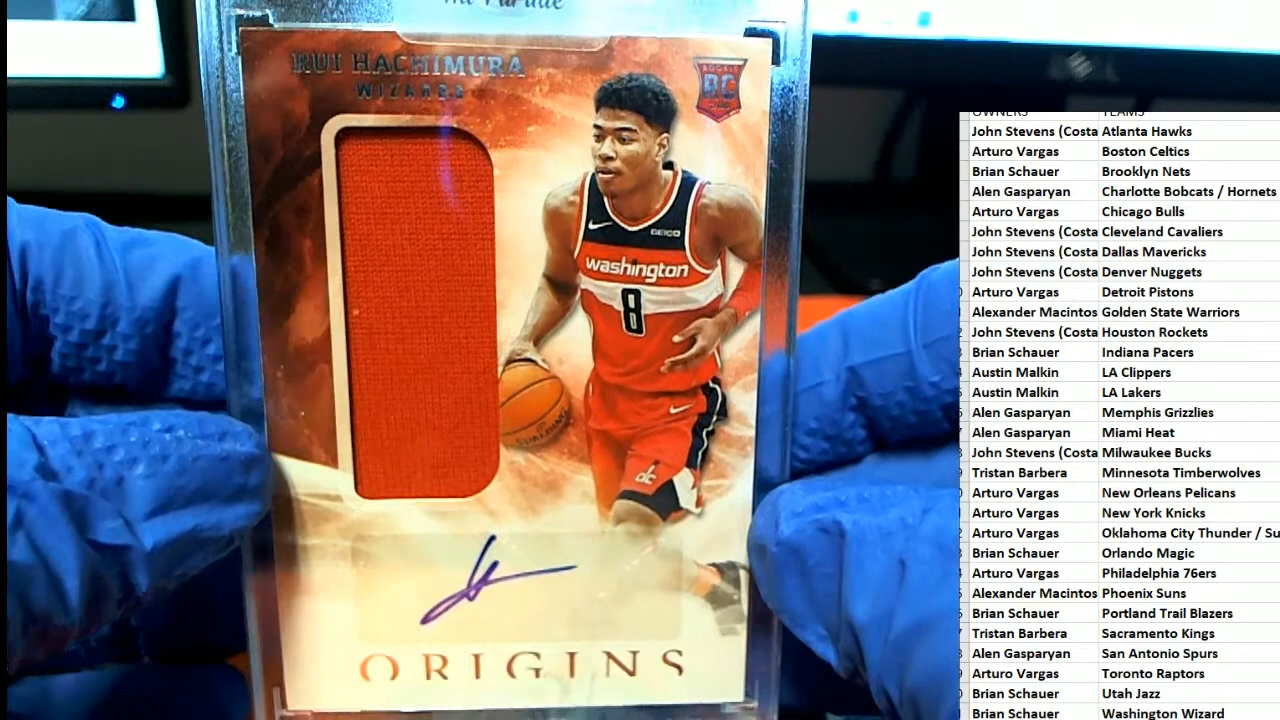 The Parade
RUI HACHIMURA
WIZARDS
ROOKIE
RC
GEICO
washington
8
SPALDING
dc
ORIGINS
OWNERS TEAMS
John Stevens (Costa Atlanta Hawks
Arturo Vargas Boston Celtics
Brian Schauer Brooklyn Nets
Alen Gasparyan Charlotte Bobcats / Hornets
Arturo Vargas Chicago Bulls
John Stevens (Costa Cleveland Cavaliers
John Stevens (Costa Dallas Mavericks
John Stevens (Costa Denver Nuggets
Arturo Vargas Detroit Pistons
Alexander Macintos Golden State Warriors
John Stevens (Costa Houston Rockets
Brian Schauer Indiana Pacers
Austin Malkin LA Clippers
Austin Malkin LA Lakers
Alen Gasparyan Memphis Grizzlies
Alen Gasparyan Miami Heat
John Stevens (Costa Milwaukee Bucks
Tristan Barbera Minnesota Timberwolves
Arturo Vargas New Orleans Pelicans
Arturo Vargas New York Knicks
Arturo Vargas Oklahoma City Thunder / Su
Brian Schauer Orlando Magic
Arturo Vargas Philadelphia 76ers
Alexander Macintos Phoenix Suns
Brian Schauer Portland Trail Blazers
Tristan Barbera Sacramento Kings
Alen Gasparyan San Antonio Spurs
Arturo Vargas Toronto Raptors
Brian Schauer Utah Jazz
Brian Schauer Washington Wizard